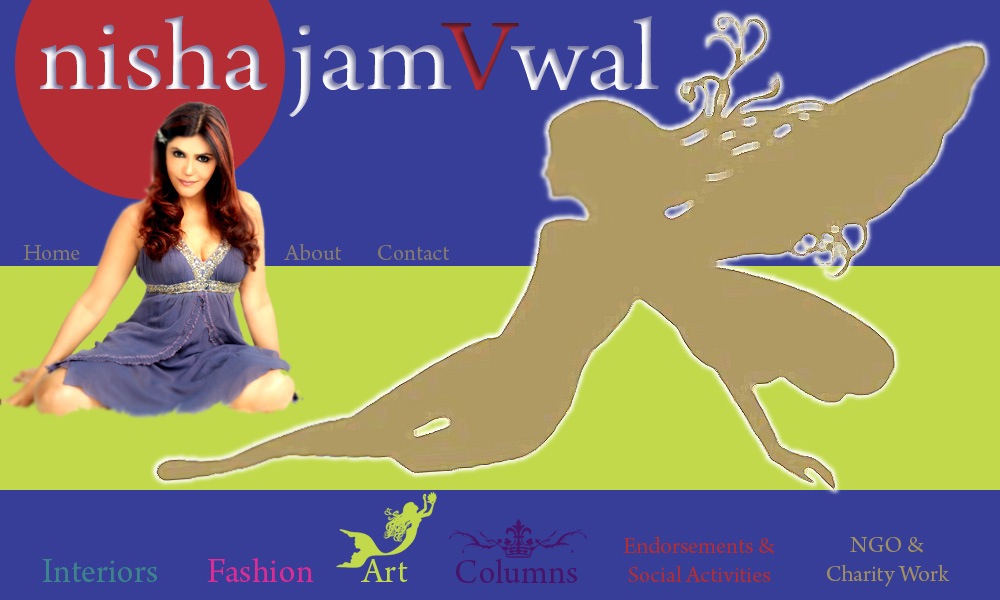 nisha jamVwal
Home About Contact
Interiors Fashion Art Columns
Endorsements &
Social Activities
NGO &
Charity Work